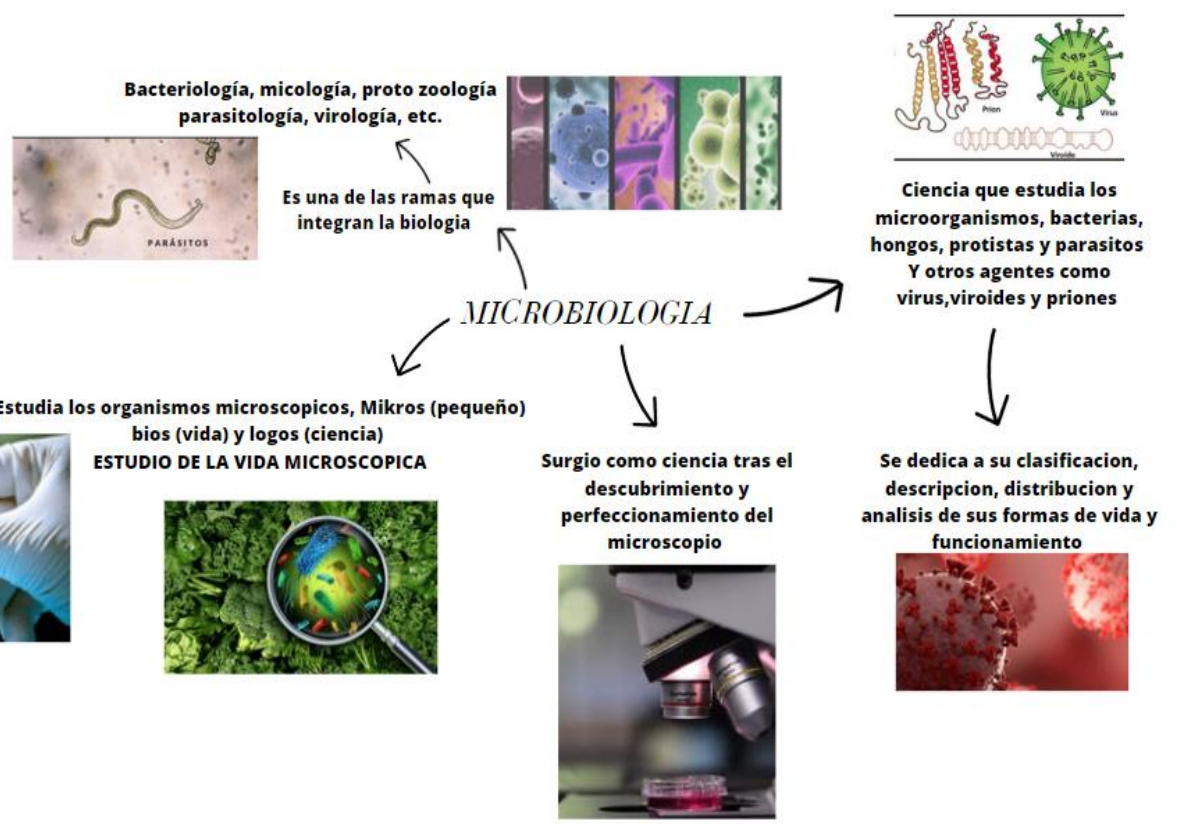 Bacteriología, micología, proto zoología
parasitología, virología, etc.
PARÁSITOS
Es una de las ramas que
integran la biologia
Prion
Virus
Viroide
Ciencia que estudia los
microorganismos, bacterias,
hongos, protistas y parasitos
Y otros agentes como
virus,viroides y priones
MICROBIOLOGIA
Estudia los organismos microscopicos, Mikros (pequeño)
bios (vida) y logos (ciencia)
ESTUDIO DE LA VIDA MICROSCOPICA
Surgio como ciencia tras el
descubrimiento y
perfeccionamiento del
microscopio
Se dedica a su clasificacion,
descripcion, distribucion y
analisis de sus formas de vida y
funcionamiento